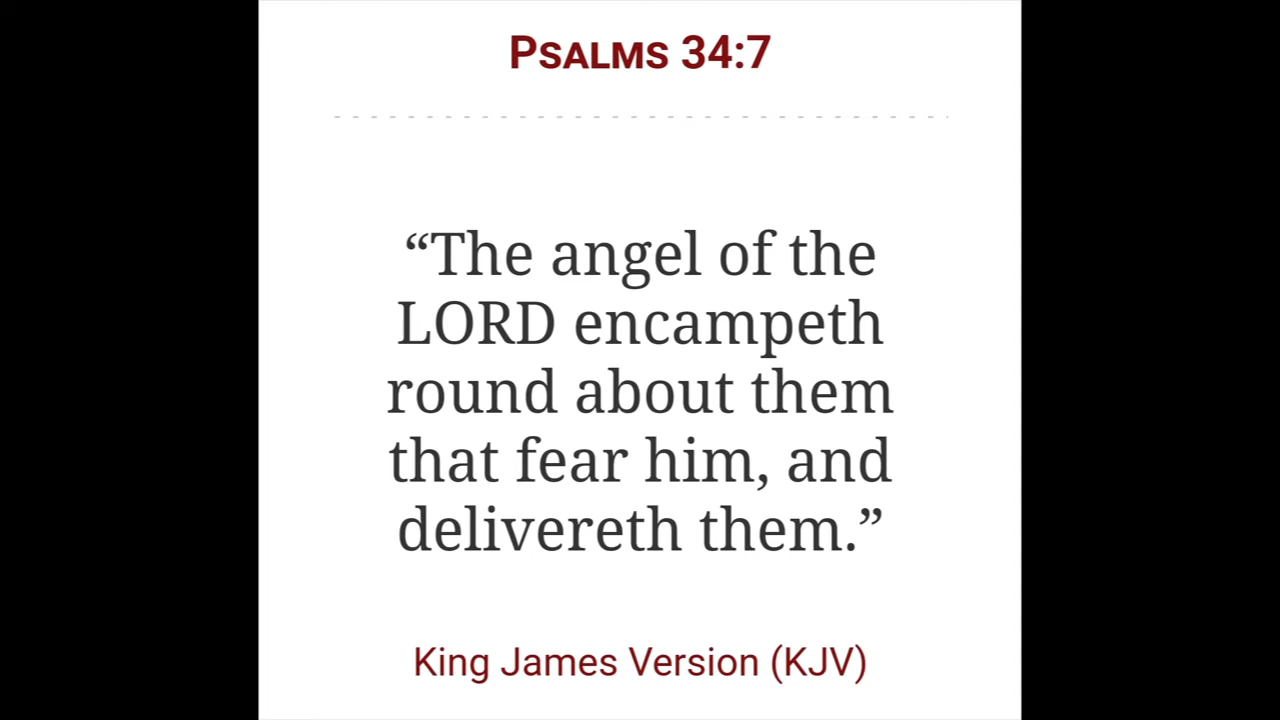 Psalms 34:7
“The angel of the
LORD encampeth
round about them
that fear him, and
delivereth them.”
King James Version (KJV)